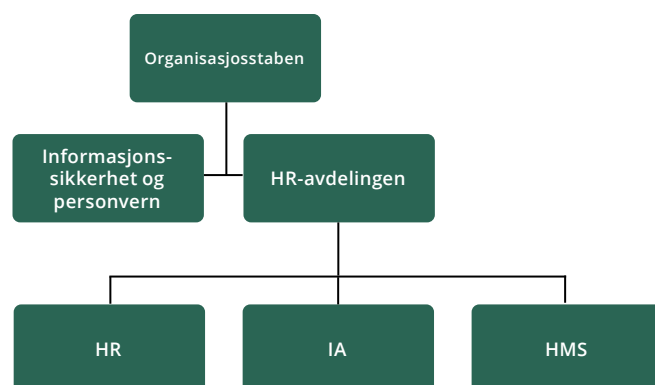 Organisasjosstaben
Informasjons-
sikkerhet og
personvern
HR-avdelingen
HR
IA
HMS